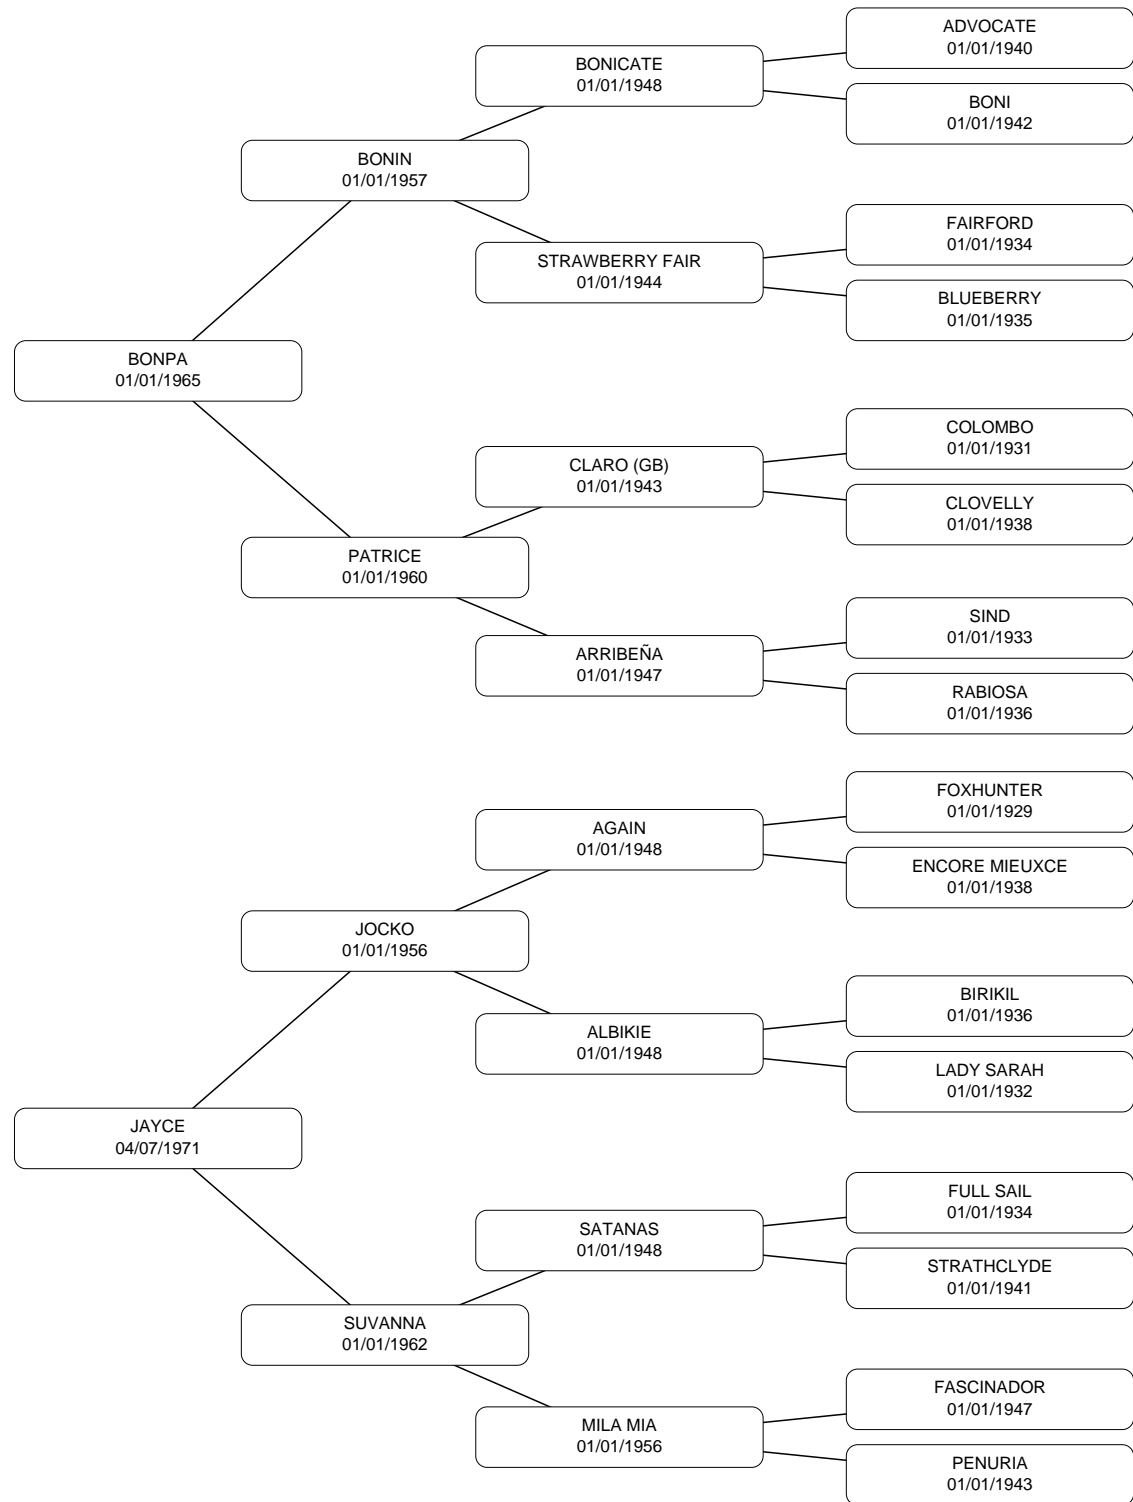 ADVOCATE
01/01/1940
BONICATE
01/01/1948
BONI
01/01/1942
BONIN
01/01/1957
FAIRFORD
01/01/1934
STRAWBERRY FAIR
01/01/1944
BLUEBERRY
01/01/1935
BONPA
01/01/1965
COLOMBO
01/01/1931
CLARO (GB)
01/01/1943
CLOVELLY
01/01/1938
PATRICE
01/01/1960
SIND
01/01/1933
ARRIBEÑA
01/01/1947
RABIOSA
01/01/1936
FOXHUNTER
01/01/1929
AGAIN
01/01/1948
ENCORE MIEUXCE
01/01/1938
JOCKO
01/01/1956
BIRIKIL
01/01/1936
ALBIKIE
01/01/1948
LADY SARAH
01/01/1932
JAYCE
04/07/1971
FULL SAIL
01/01/1934
SATANAS
01/01/1948
STRATHCLYDE
01/01/1941
SUVANNA
01/01/1962
FASCINADOR
01/01/1947
MILA MIA
01/01/1956
PENURIA
01/01/1943